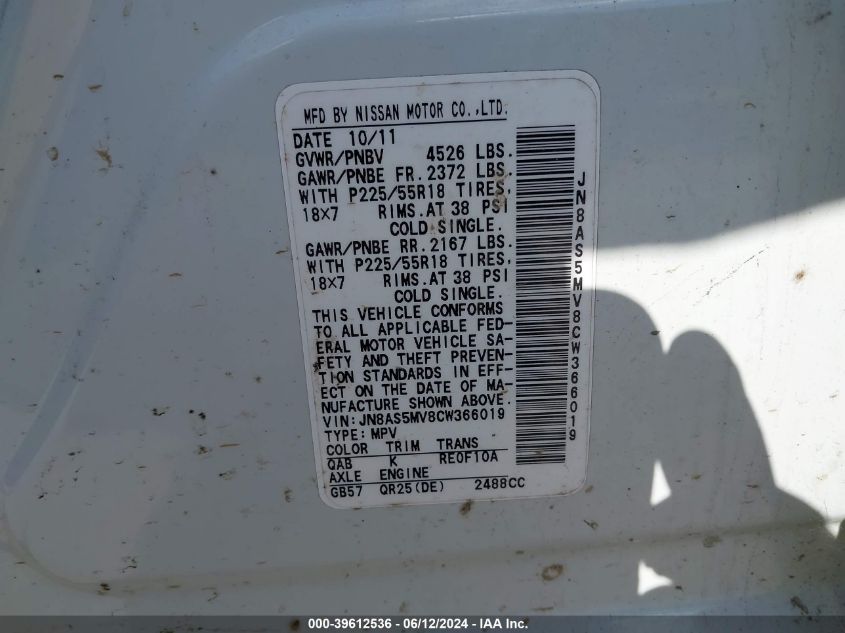 MFD BY NISSAN MOTOR CO.,LTD.
DATE 10/11
GVWR/PNBV 4526 LBS.
GAWR/PNBE FR. 2372 LBS.
WITH P225/55R18 TIRES,
18X7 RIMS.AT 38 PSI
COLD SINGLE.
GAWR/PNBE RR. 2167 LBS.
WITH P225/55R18 TIRES,
18X7 RIMS.AT 38 PSI
COLD SINGLE.
THIS VEHICLE CONFORMS
TO ALL APPLICABLE FED-
ERAL MOTOR VEHICLE SA-
FETY AND THEFT PREVEN-
TION STANDARDS IN EFF-
ECT ON THE DATE OF MA-
NUFACTURE SHOWN ABOVE.
VIN: JN8AS5MV8CW366019
TYPE: MPV
COLOR TRIM TRANS
QAB K RE0F10A
AXLE ENGINE
GB57 QR25(DE) 2488CC
JN8AS5MV8CW366019
000-39612536 - 06/12/2024 - IAA Inc.